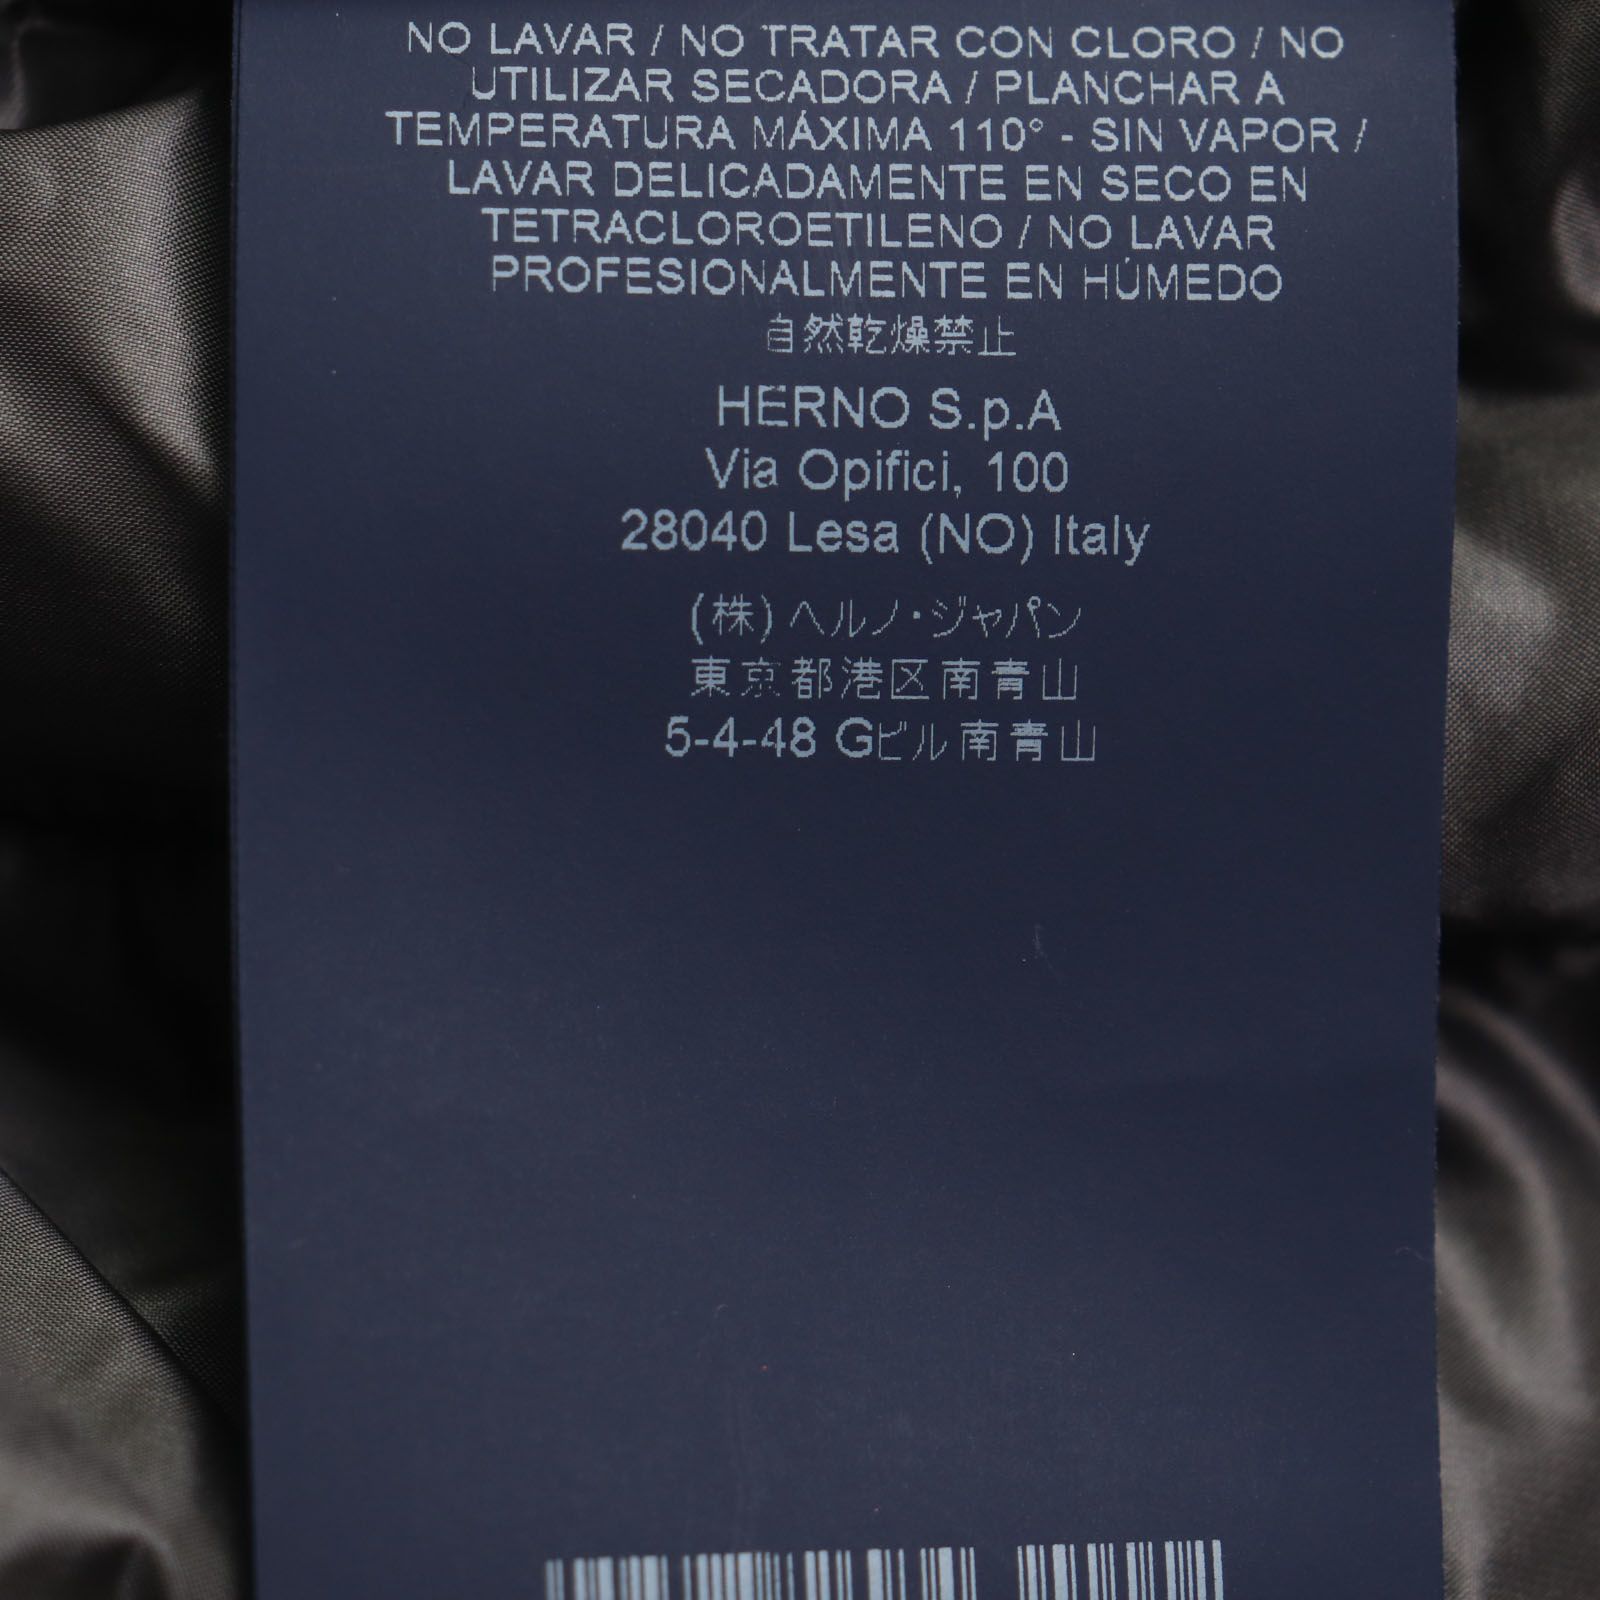 NO LAVAR / NO TRATAR CON CLORO / NO
UTILIZAR SECADORA / PLANCHAR A
TEMPERATURA MÁXIMA 110° - SIN VAPOR /
LAVAR DELICADAMENTE EN SECO EN
TETRACLOROETILENO / NO LAVAR
PROFESIONALMENTE EN HÚMEDO
自然乾燥禁止
HERNO S.p.A
Via Opifici, 100
28040 Lesa (NO) Italy
(株) ヘルノ・ジャパン
東京都港区南青山
5-4-48 Gビル南青山